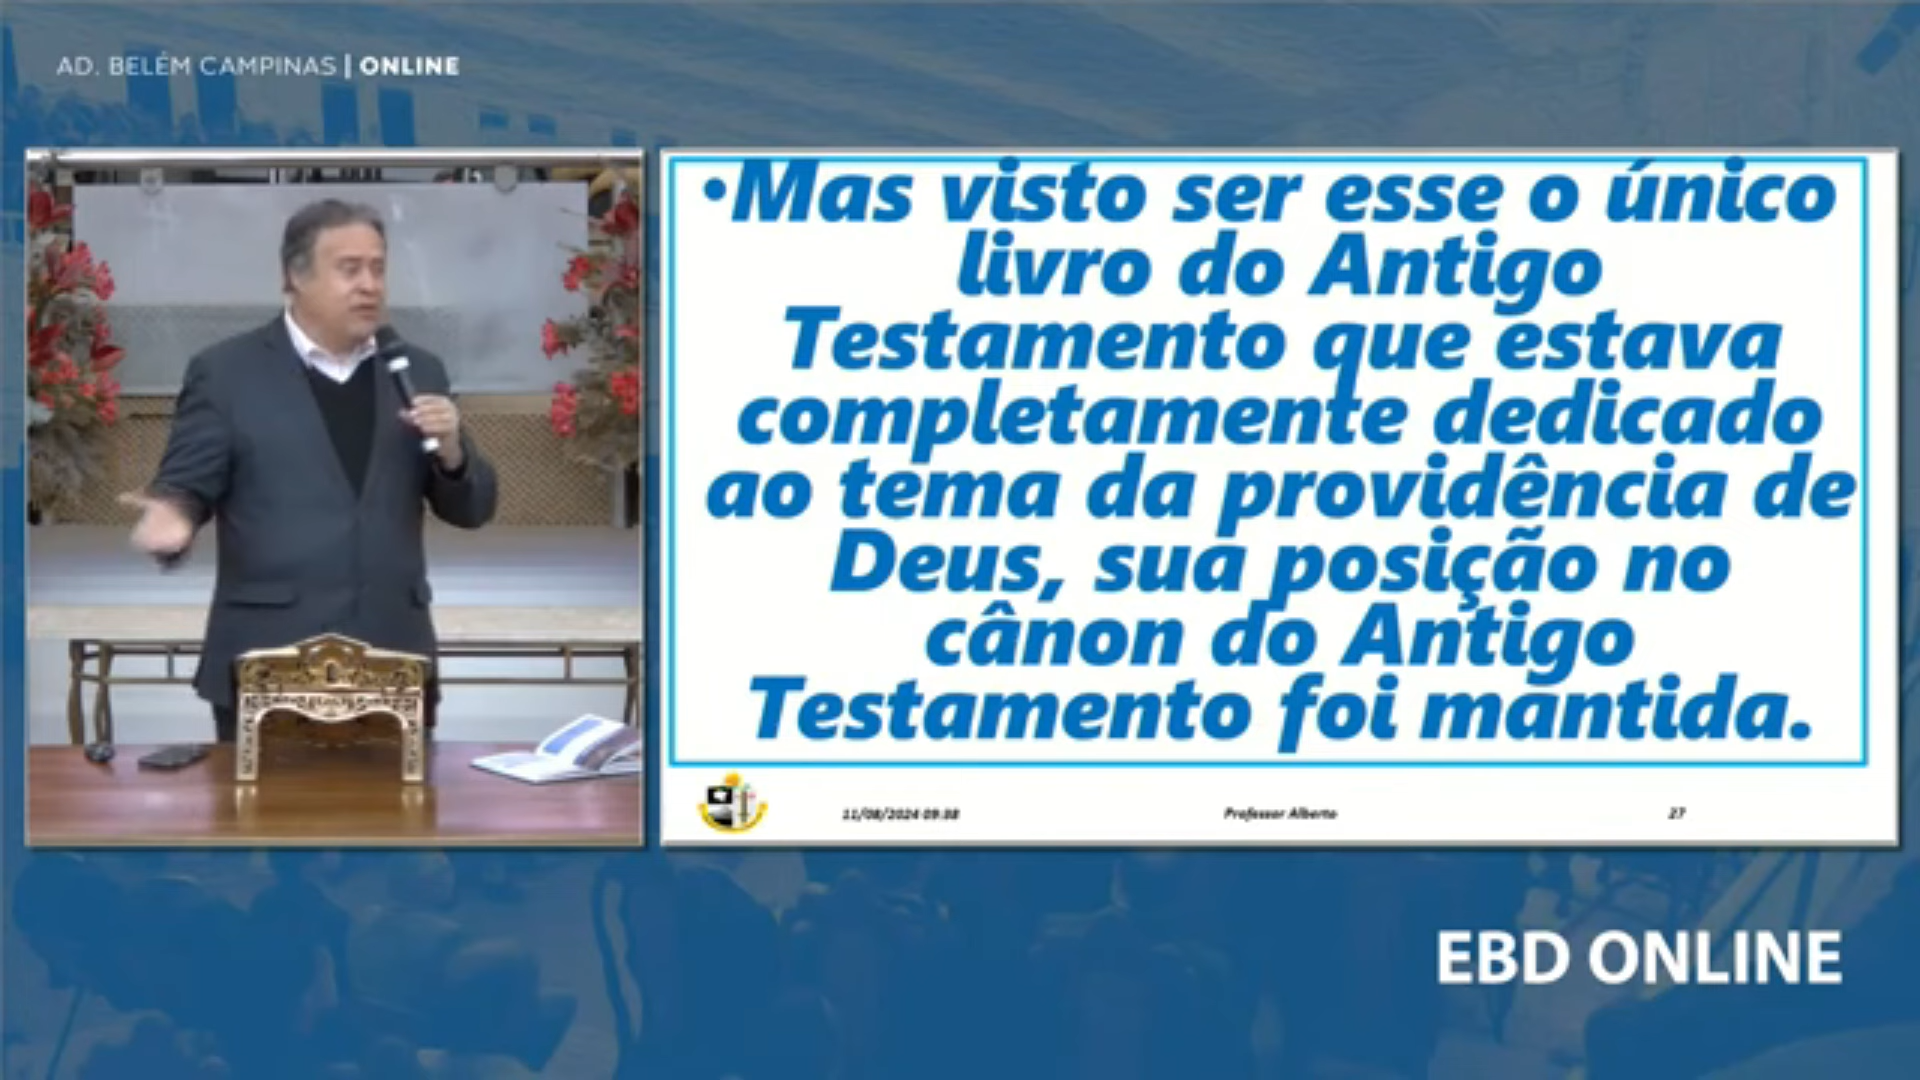 AD. BELÉM CAMPINAS | ONLINE
•Mas visto ser esse o único
livro do Antigo
Testamento que estava
completamente dedicado
ao tema da providência de
Deus, sua posição no
cânon do Antigo
Testamento foi mantida.
11/08/2024 09:38
Professor Alberto
27
EBD ONLINE